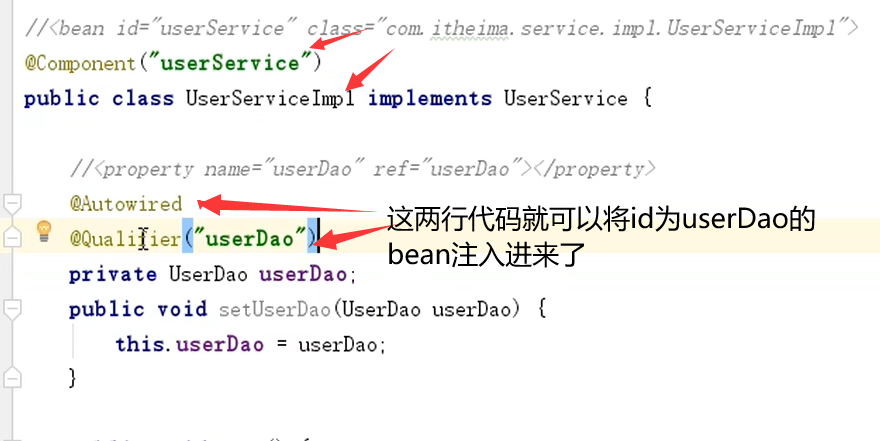 //<bean id="userService" class="com.itheima.service.impl.UserServiceImpl">
@Component("userService")
public class UserServiceImpl implements UserService {
//<property name="userDao" ref="userDao"></property>
@Autowired
@Qualifier("userDao")
这两行代码就可以将id为userDao的
bean注入进来了
private UserDao userDao;
public void setUserDao(UserDao userDao) {
this.userDao = userDao;
}